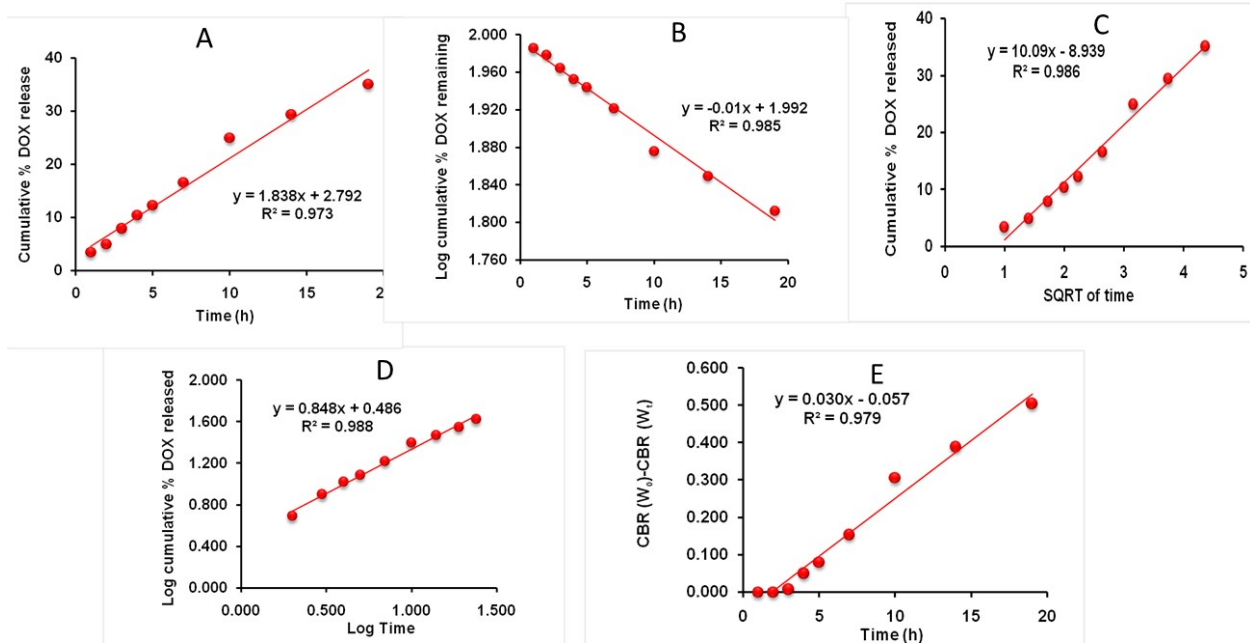 A
Cumulative % DOX release
40
30
20
10
0
y = 1.838x + 2.792
R² = 0.973
0
5
10
15
Time (h)
B
Log cumulative % DOX remaining
2.000
1.960
1.920
1.880
1.840
1.800
1.760
y = -0.01x + 1.992
R² = 0.985
0
5
10
15
20
Time (h)
C
Cumulative % DOX released
40
30
20
10
0
y = 10.09x - 8.939
R² = 0.986
0
1
2
3
4
5
SQRT of time
D
Log cumulative % DOX released
2.000
1.600
1.200
0.800
0.400
0.000
y = 0.848x + 0.486
R² = 0.988
0.000
0.500
1.000
1.500
Log Time
E
CBR (W₀)-CBR (Wₜ)
0.600
0.500
0.400
0.300
0.200
0.100
0.000
y = 0.030x - 0.057
R² = 0.979
0
5
10
15
20
Time (h)